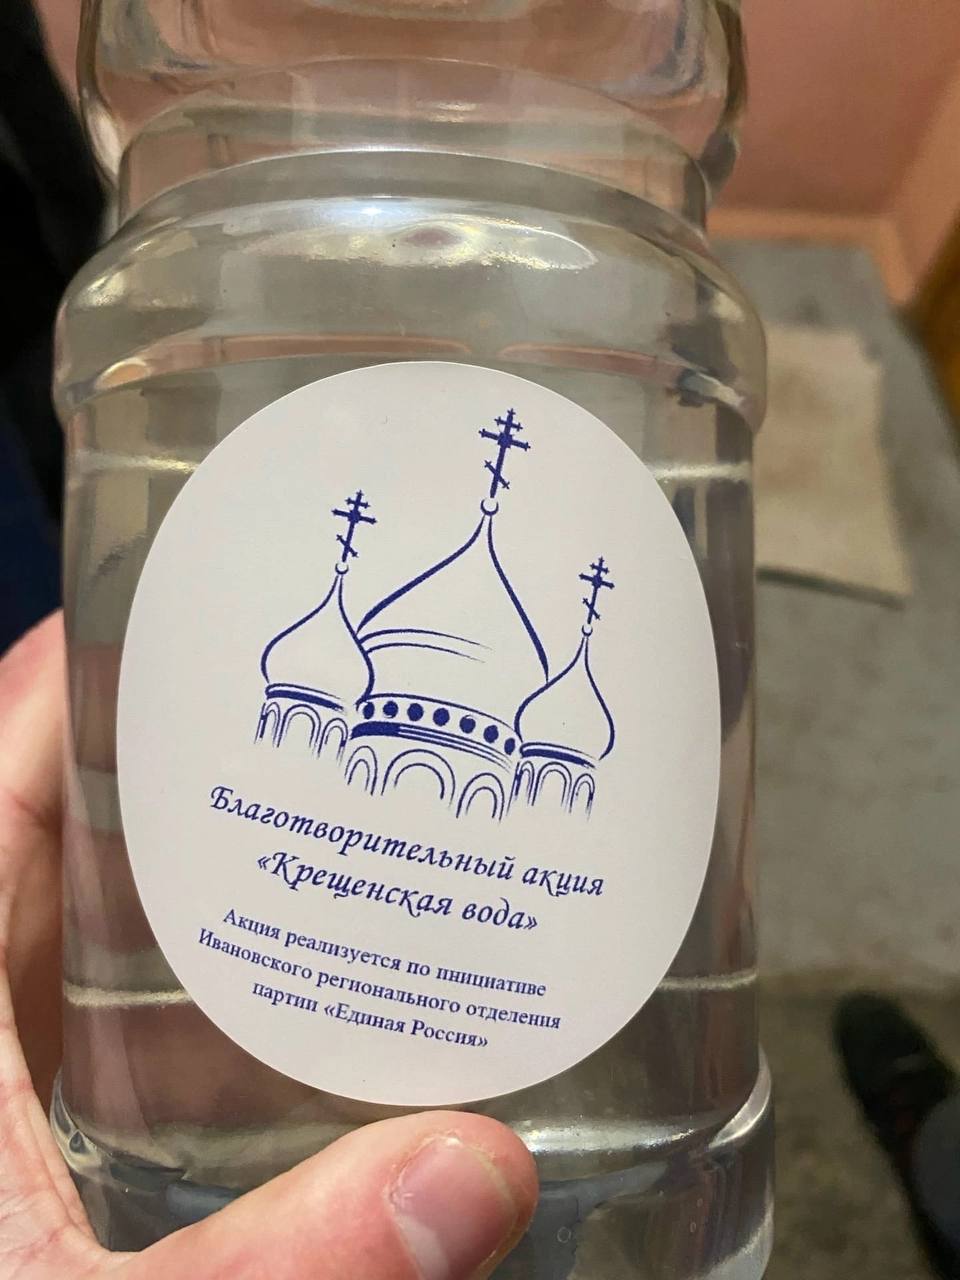 Благотворительный акция
«Крещенская вода»
Акция реализуется по инициативе
Ивановского регионального отделения
партии «Единая Россия»